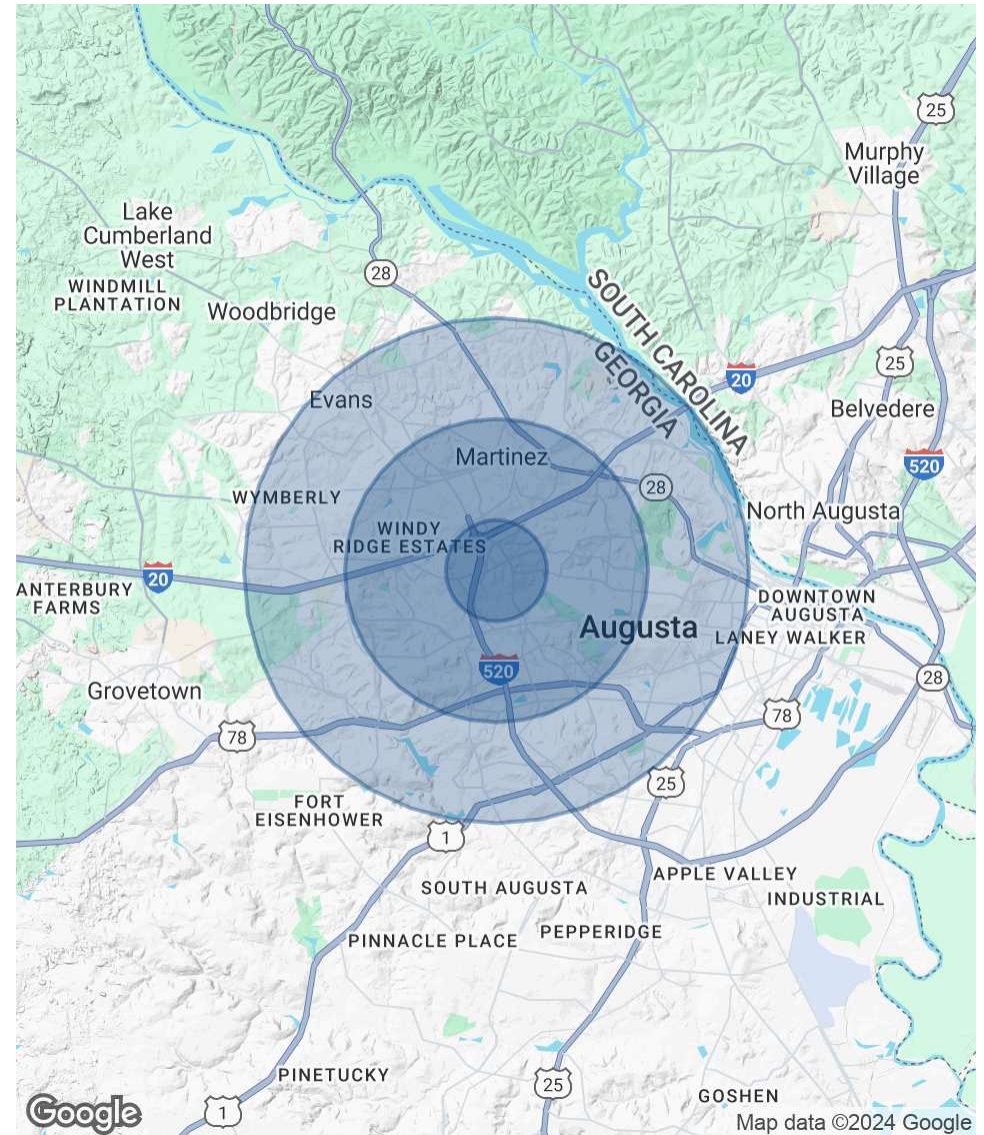 25
Murphy
Village
Lake
Cumberland
West
28
WINDMILL
PLANTATION
Woodbridge
SOUTH CAROLINA
GEORGIA
25
20
Evans
Belvedere
Martinez
520
28
WYMBERLY
North Augusta
WINDY
RIDGE ESTATES
20
ANTERBURY
FARMS
DOWNTOWN
AUGUSTA
Augusta
LANEY WALKER
520
28
Grovetown
78
78
25
FORT
EISENHOWER
1
APPLE VALLEY
SOUTH AUGUSTA
INDUSTRIAL
PEPPERIDGE
PINNACLE PLACE
PINETUCKY
25
GOSHEN
Google
1
Map data ©2024 Google